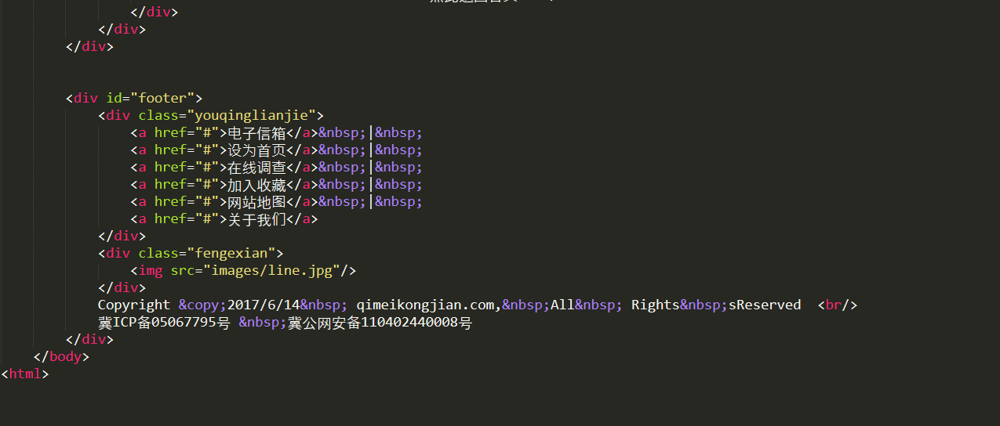 </div>
</div>
</div>
<div id="footer">
<div class="youqinglianjie">
<a href="#">电子信箱</a>&nbsp;|&nbsp;
<a href="#">设为首页</a>&nbsp;|&nbsp;
<a href="#">在线调查</a>&nbsp;|&nbsp;
<a href="#">加入收藏</a>&nbsp;|&nbsp;
<a href="#">网站地图</a>&nbsp;|&nbsp;
<a href="#">关于我们</a>
</div>
<div class="fengexian">
<img src="images/line.jpg"/>
</div>
Copyright &copy;2017/6/14&nbsp; qimeikongjian.com,&nbsp;All&nbsp; Rights&nbsp;sReserved  <br/>
冀ICP备05067795号 &nbsp;冀公网安备110402440008号
</div>
</body>
<html>